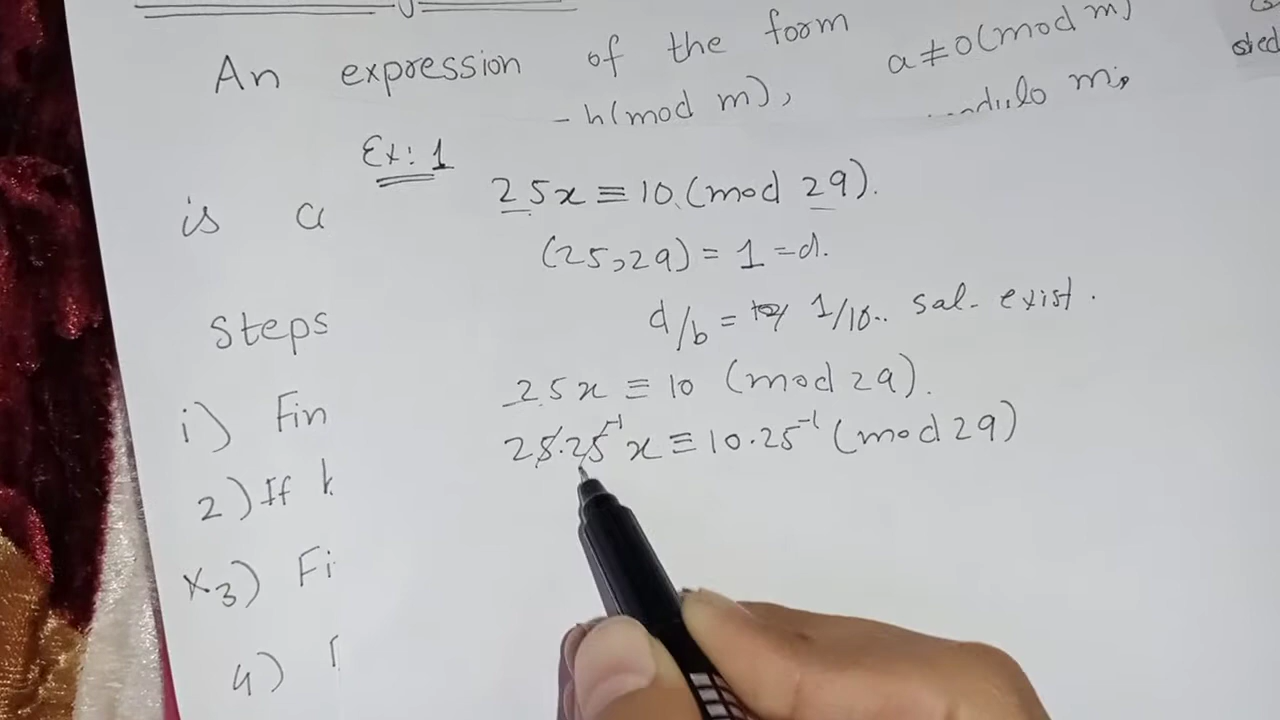 An expression of the form
(mod m), a ≠ 0 (mod m)
modulo m,
Ex: 1
25x ≡ 10 (mod 29).
is a
(25,29) = 1 = d.
d/b = 1/10.. sol. exist.
Steps
25x ≡ 10 (mod 29).
i) Fin
25.25⁻¹x ≡ 10.25⁻¹ (mod 29)
2) If
x3) Fi
4)